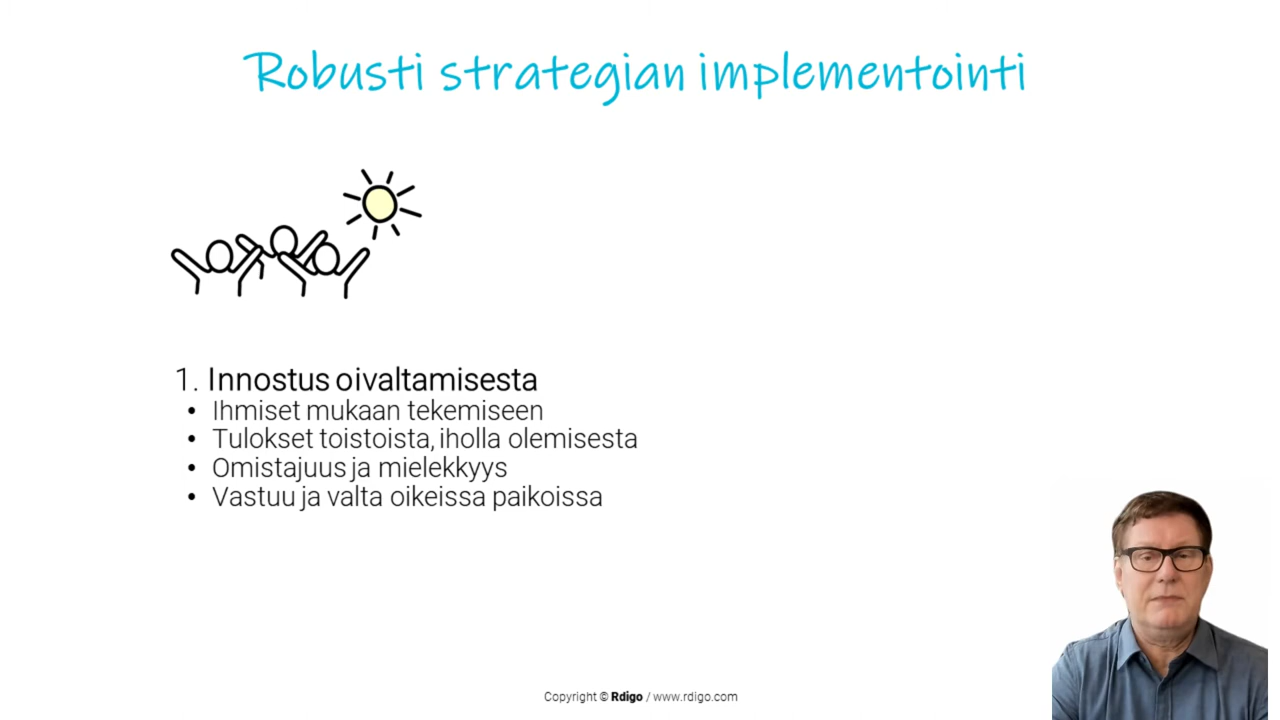 Robusti strategian implementointi
1. Innostus oivaltamisesta
• Ihmiset mukaan tekemiseen
• Tulokset toistoista, iholla olemisesta
• Omistajuus ja mielekkyys
• Vastuu ja valta oikeissa paikoissa
Copyright © Rdigo / www.rdigo.com